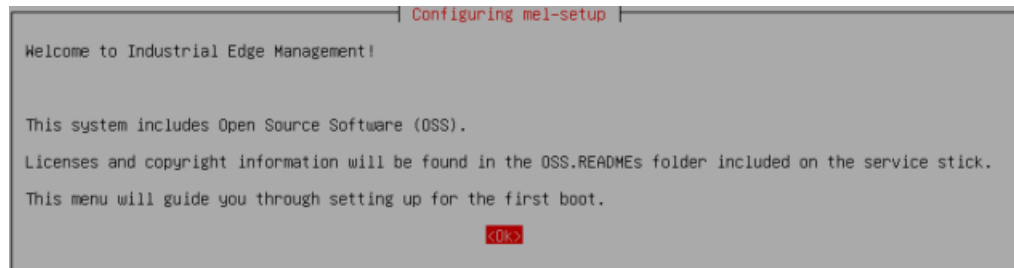 Configuring mel-setup
Welcome to Industrial Edge Management!
This system includes Open Source Software (OSS).
Licenses and copyright information will be found in the OSS.READMEs folder included on the service stick.
This menu will guide you through setting up for the first boot.
<Ok>